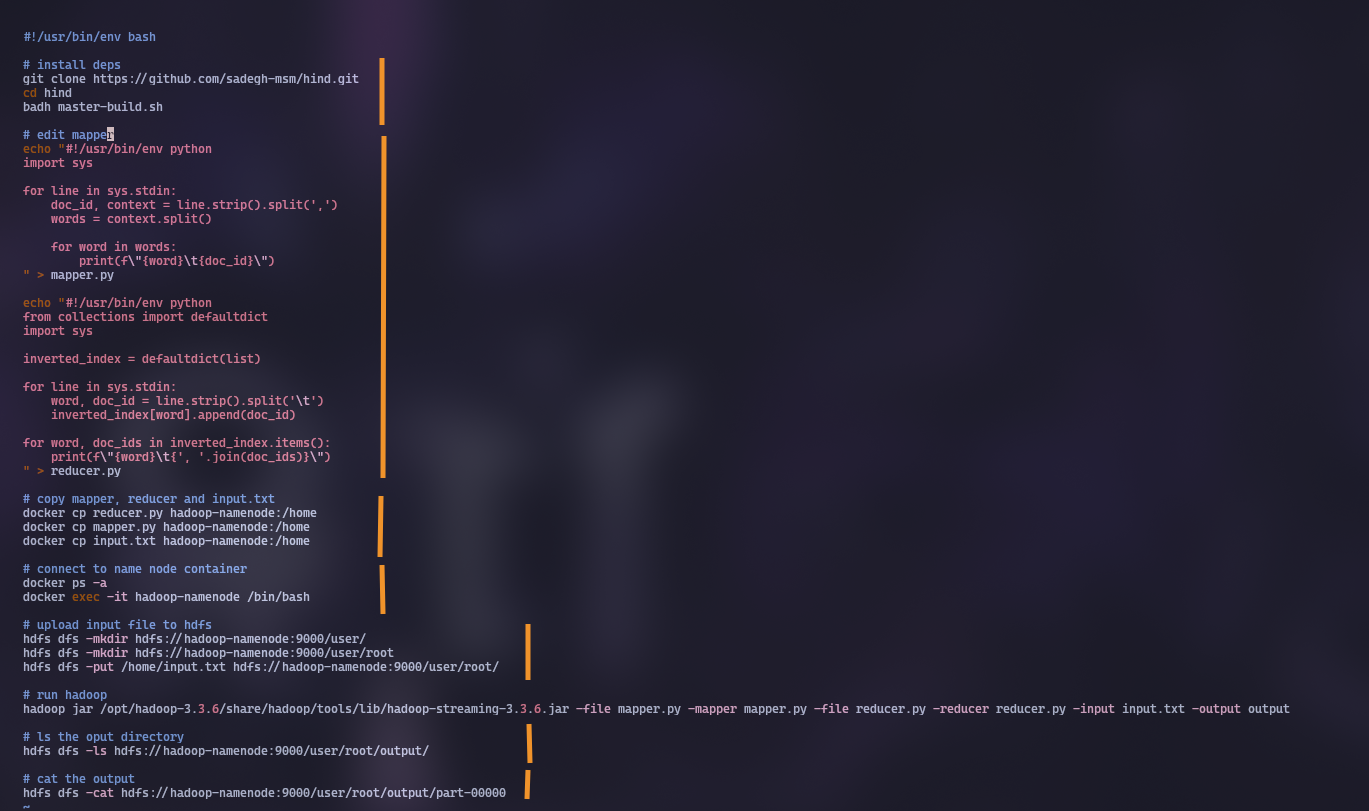 #!/usr/bin/env bash

# install deps
git clone https://github.com/sadegh-msm/hind.git
cd hind
badh master-build.sh

# edit mapper
echo "#!/usr/bin/env python
import sys

for line in sys.stdin:
    doc_id, context = line.strip().split(',')
    words = context.split()

    for word in words:
        print(f\"{word}\t{doc_id}\")
" > mapper.py

echo "#!/usr/bin/env python
from collections import defaultdict
import sys

inverted_index = defaultdict(list)

for line in sys.stdin:
    word, doc_id = line.strip().split('\t')
    inverted_index[word].append(doc_id)

for word, doc_ids in inverted_index.items():
    print(f\"{word}\t{', '.join(doc_ids)}\")
" > reducer.py

# copy mapper, reducer and input.txt
docker cp reducer.py hadoop-namenode:/home
docker cp mapper.py hadoop-namenode:/home
docker cp input.txt hadoop-namenode:/home

# connect to name node container
docker ps -a
docker exec -it hadoop-namenode /bin/bash

# upload input file to hdfs
hdfs dfs -mkdir hdfs://hadoop-namenode:9000/user/
hdfs dfs -mkdir hdfs://hadoop-namenode:9000/user/root
hdfs dfs -put /home/input.txt hdfs://hadoop-namenode:9000/user/root/

# run hadoop
hadoop jar /opt/hadoop-3.3.6/share/hadoop/tools/lib/hadoop-streaming-3.3.6.jar -file mapper.py -mapper mapper.py -file reducer.py -reducer reducer.py -input input.txt -output output

# ls the oput directory
hdfs dfs -ls hdfs://hadoop-namenode:9000/user/root/output/

# cat the output
hdfs dfs -cat hdfs://hadoop-namenode:9000/user/root/output/part-00000
~